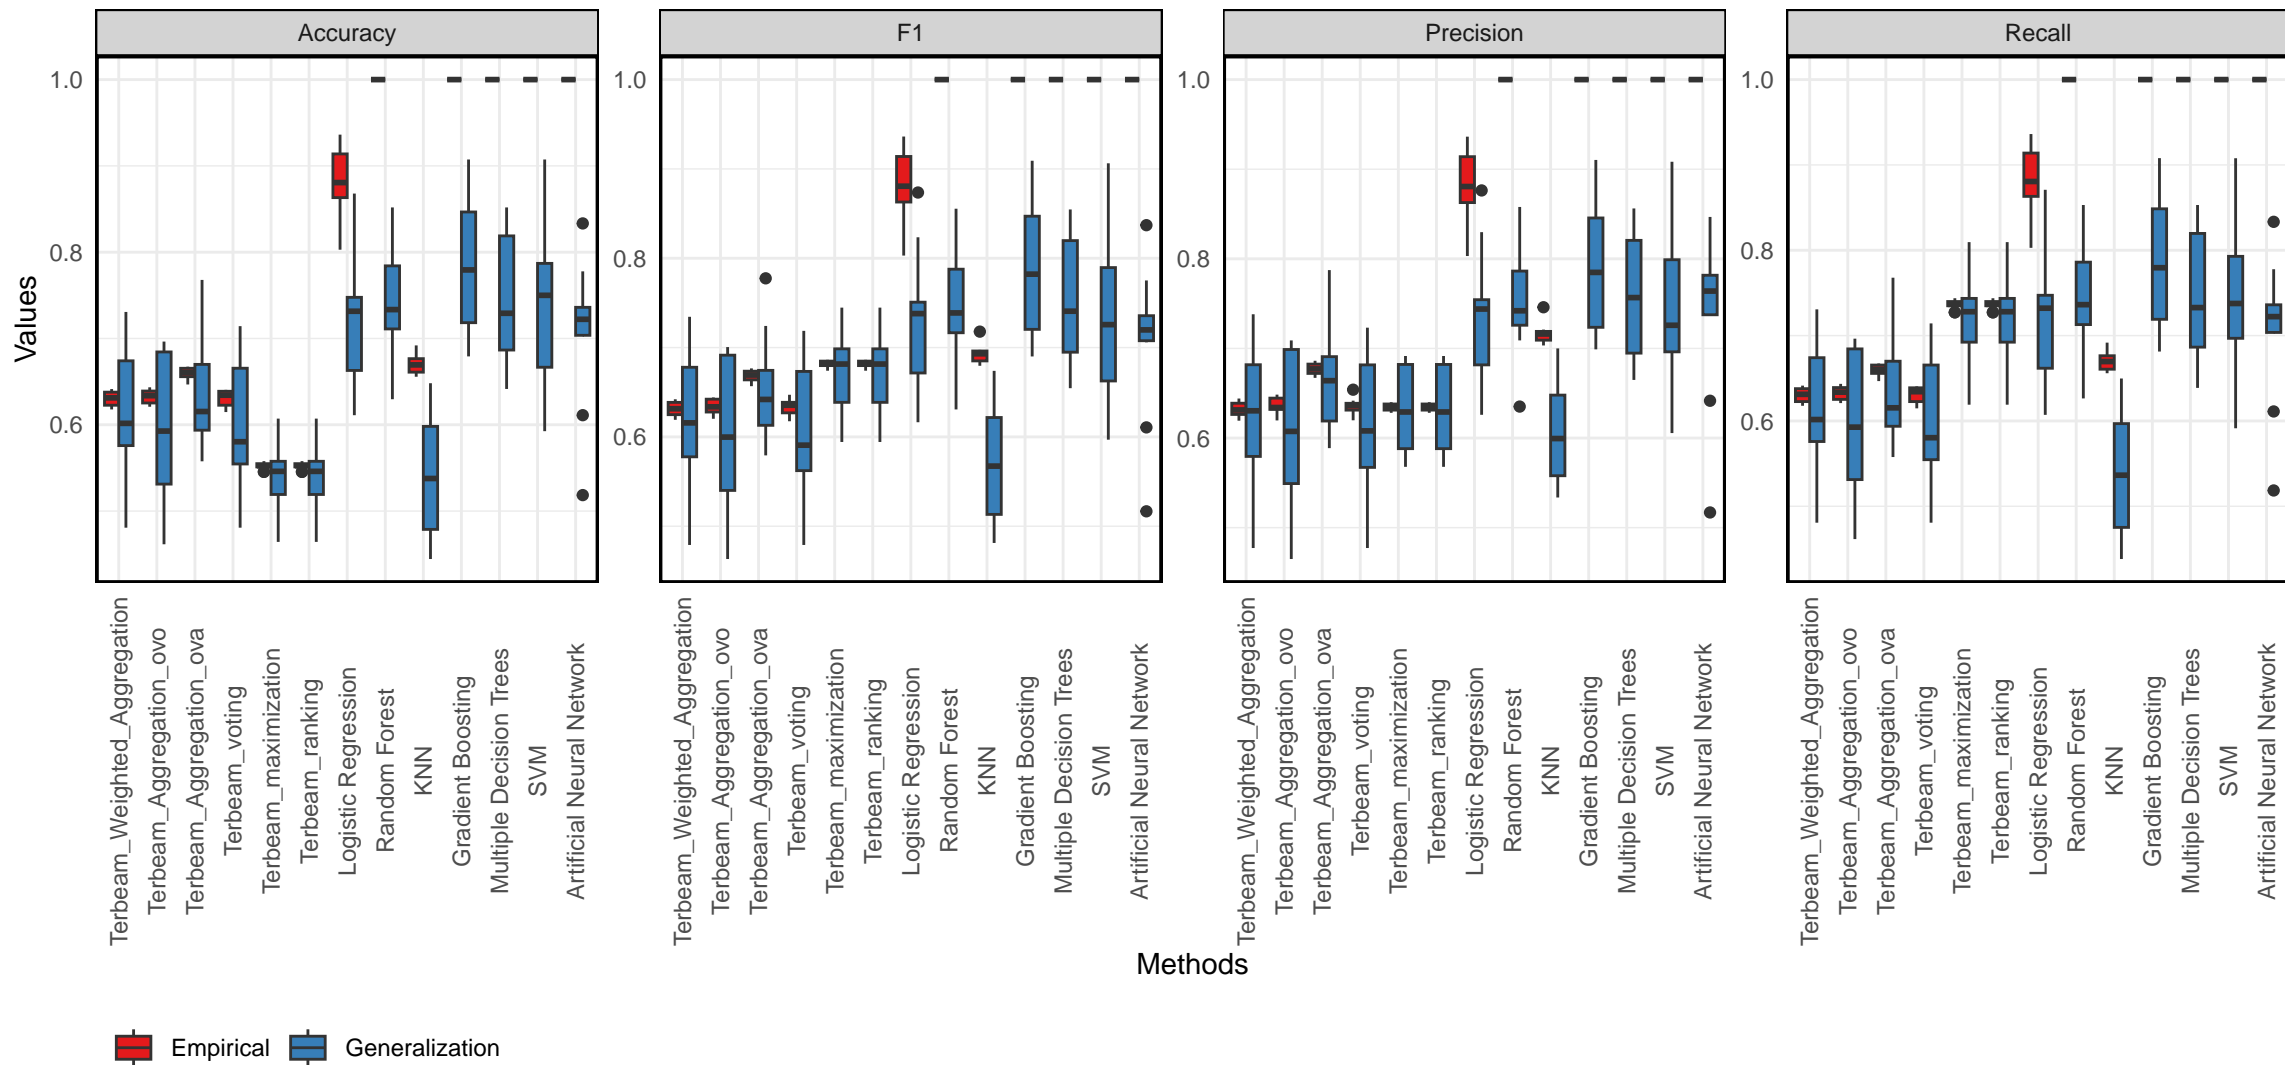 Accuracy
F1
Precision
Recall
Values
1.0
0.8
0.6
1.0
0.8
0.6
1.0
0.8
0.6
1.0
0.8
0.6
Terbeam_Weighted_Aggregation
Terbeam_Aggregation_ovo
Terbeam_Aggregation_ova
Terbeam_voting
Terbeam_maximization
Terbeam_ranking
Logistic Regression
Random Forest
KNN
Gradient Boosting
Multiple Decision Trees
SVM
Artificial Neural Network
Terbeam_Weighted_Aggregation
Terbeam_Aggregation_ovo
Terbeam_Aggregation_ova
Terbeam_voting
Terbeam_maximization
Terbeam_ranking
Logistic Regression
Random Forest
KNN
Gradient Boosting
Multiple Decision Trees
SVM
Artificial Neural Network
Terbeam_Weighted_Aggregation
Terbeam_Aggregation_ovo
Terbeam_Aggregation_ova
Terbeam_voting
Terbeam_maximization
Terbeam_ranking
Logistic Regression
Random Forest
KNN
Gradient Boosting
Multiple Decision Trees
SVM
Artificial Neural Network
Terbeam_Weighted_Aggregation
Terbeam_Aggregation_ovo
Terbeam_Aggregation_ova
Terbeam_voting
Terbeam_maximization
Terbeam_ranking
Logistic Regression
Random Forest
KNN
Gradient Boosting
Multiple Decision Trees
SVM
Artificial Neural Network
Methods
Empirical
Generalization